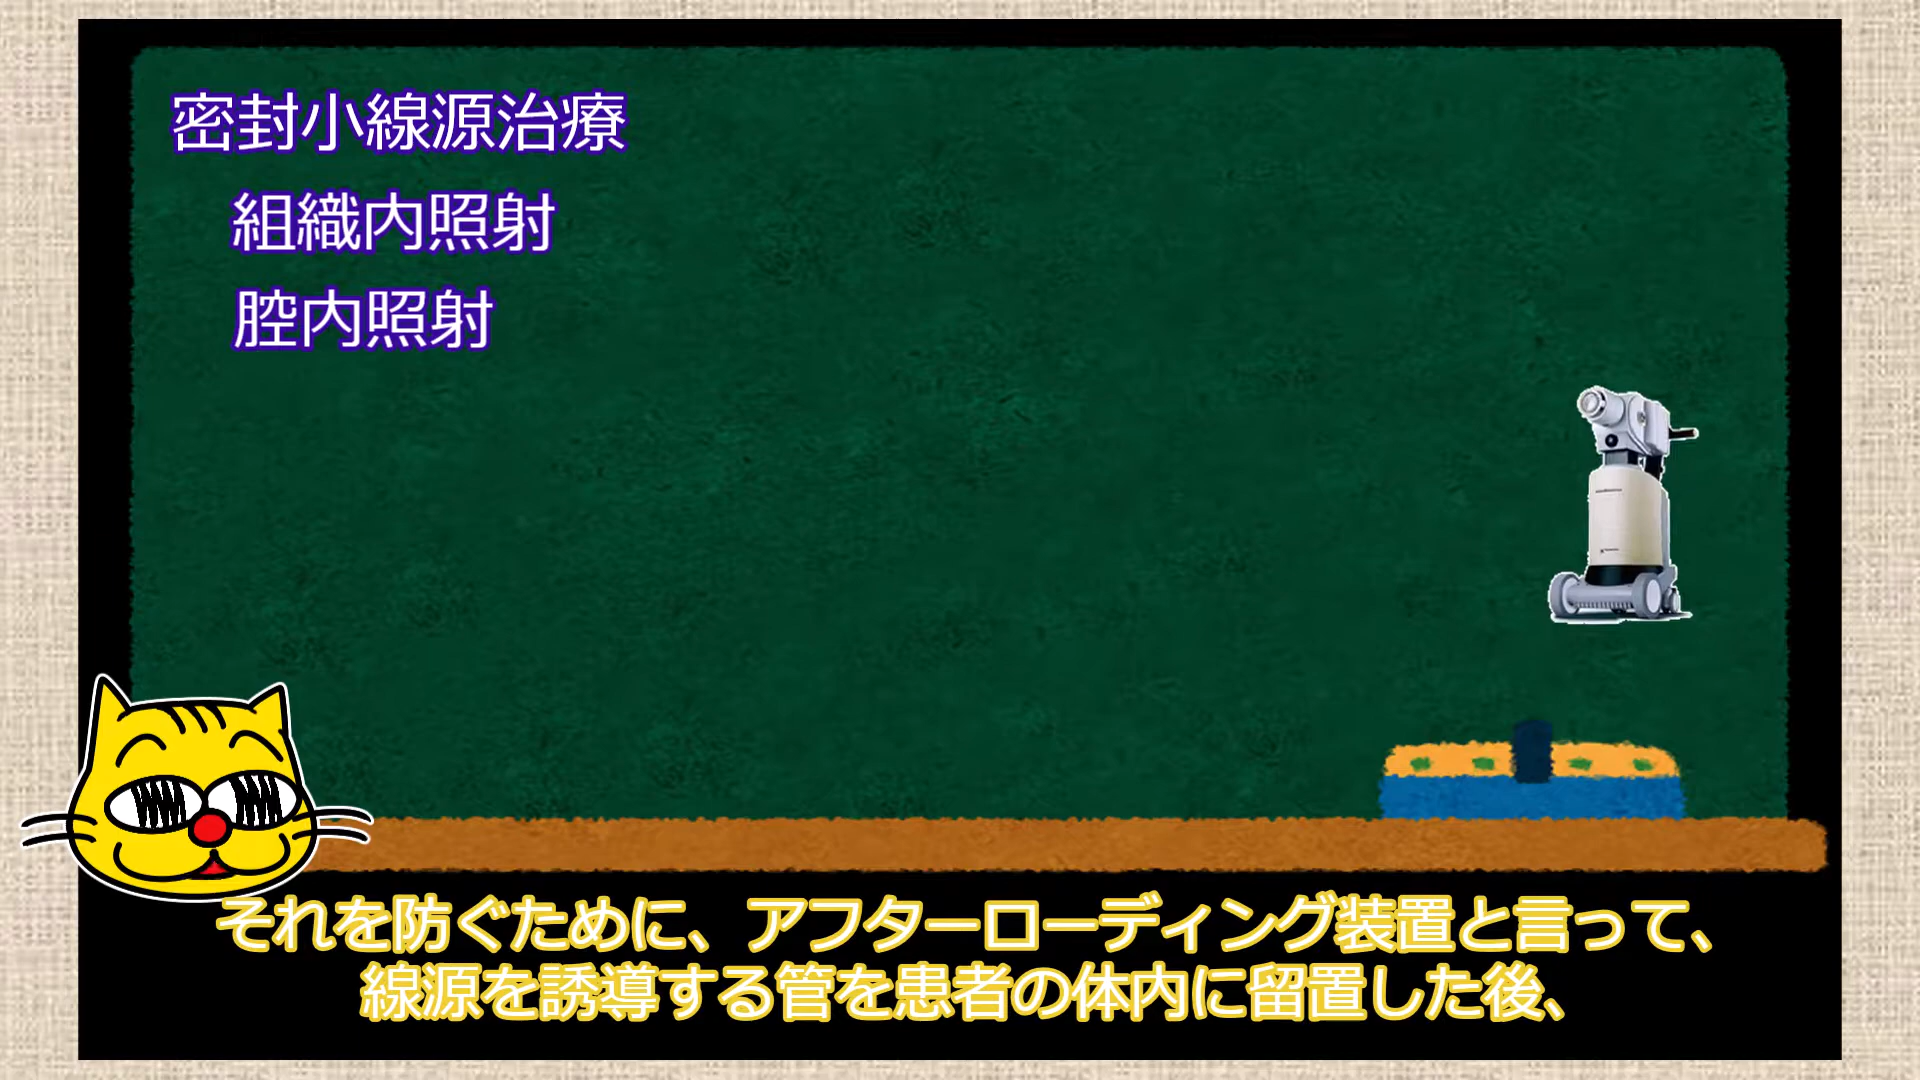 密封小線源治療
組織内照射
腔内照射
それを防ぐために、アフターローディング装置と言って、
線源を誘導する管を患者の体内に留置した後、